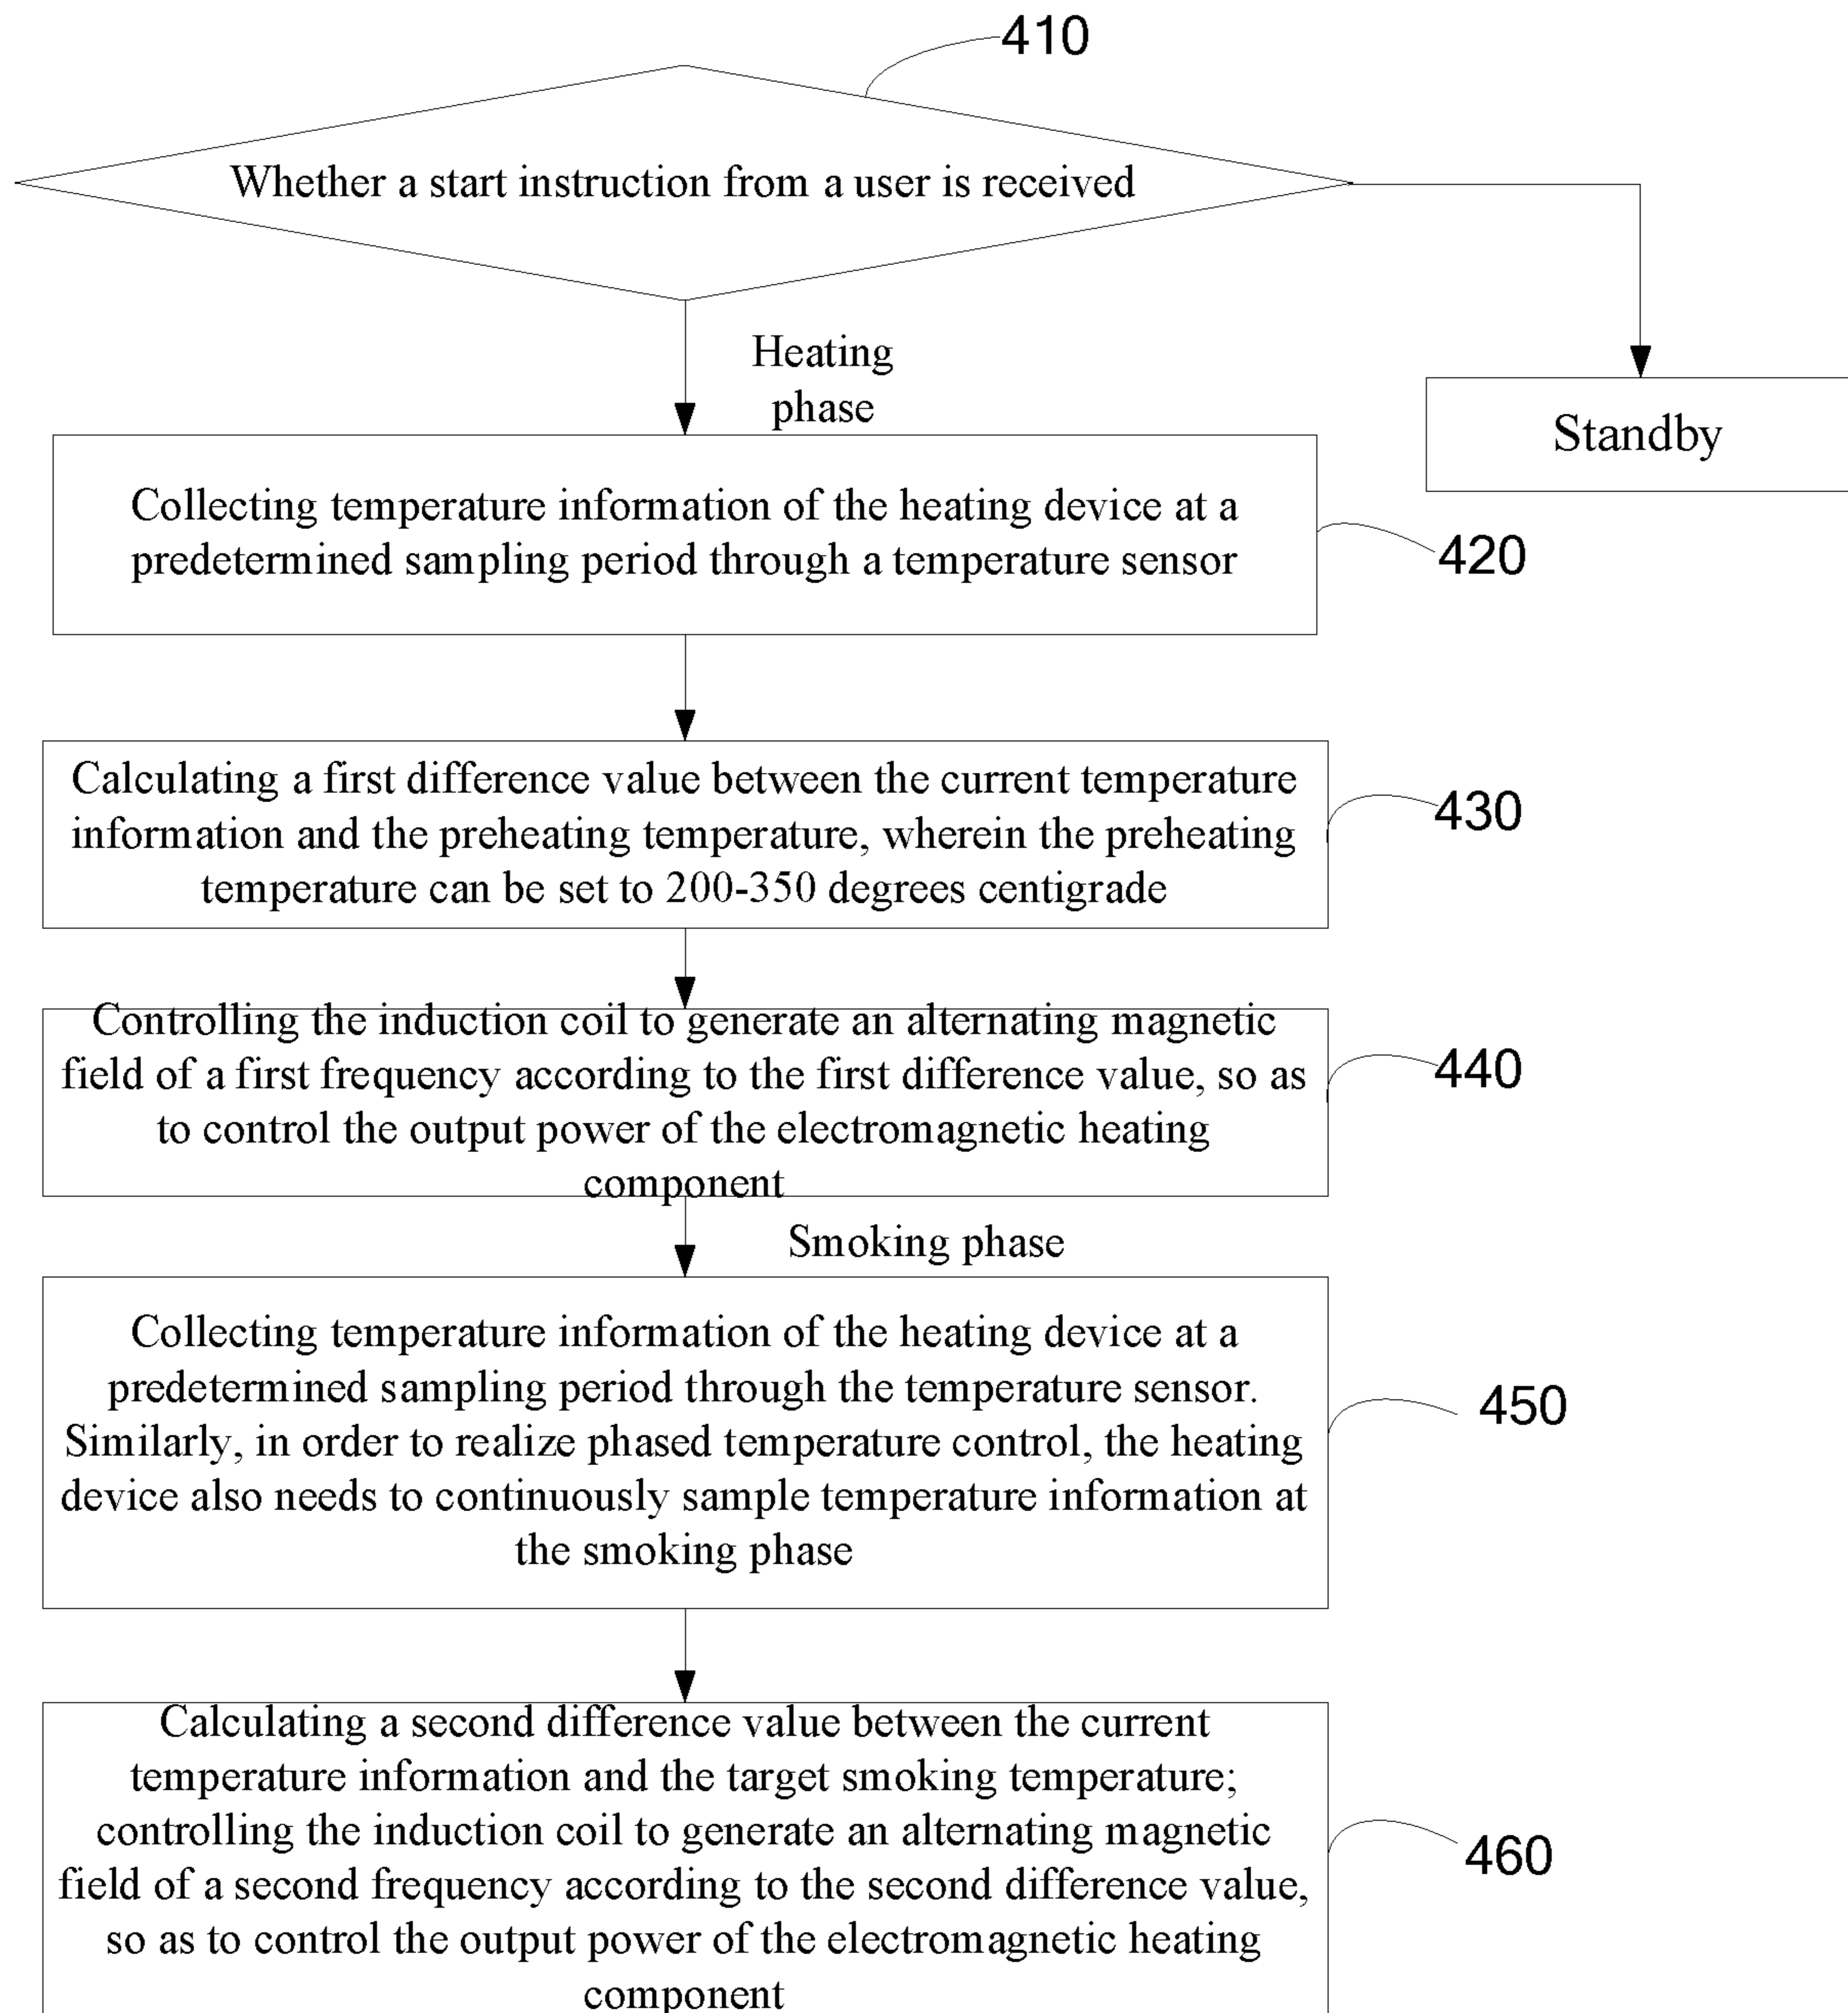 410
Whether a start instruction from a user is received
Heating
phase
Standby
Collecting temperature information of the heating device at a
predetermined sampling period through a temperature sensor
420
Calculating a first difference value between the current temperature
information and the preheating temperature, wherein the preheating
temperature can be set to 200-350 degrees centigrade
430
Controlling the induction coil to generate an alternating magnetic
field of a first frequency according to the first difference value, so as
to control the output power of the electromagnetic heating
component
440
Smoking phase
Collecting temperature information of the heating device at a
predetermined sampling period through the temperature sensor.
Similarly, in order to realize phased temperature control, the heating
device also needs to continuously sample temperature information at
the smoking phase
450
Calculating a second difference value between the current
temperature information and the target smoking temperature;
controlling the induction coil to generate an alternating magnetic
field of a second frequency according to the second difference value,
so as to control the output power of the electromagnetic heating
component
460